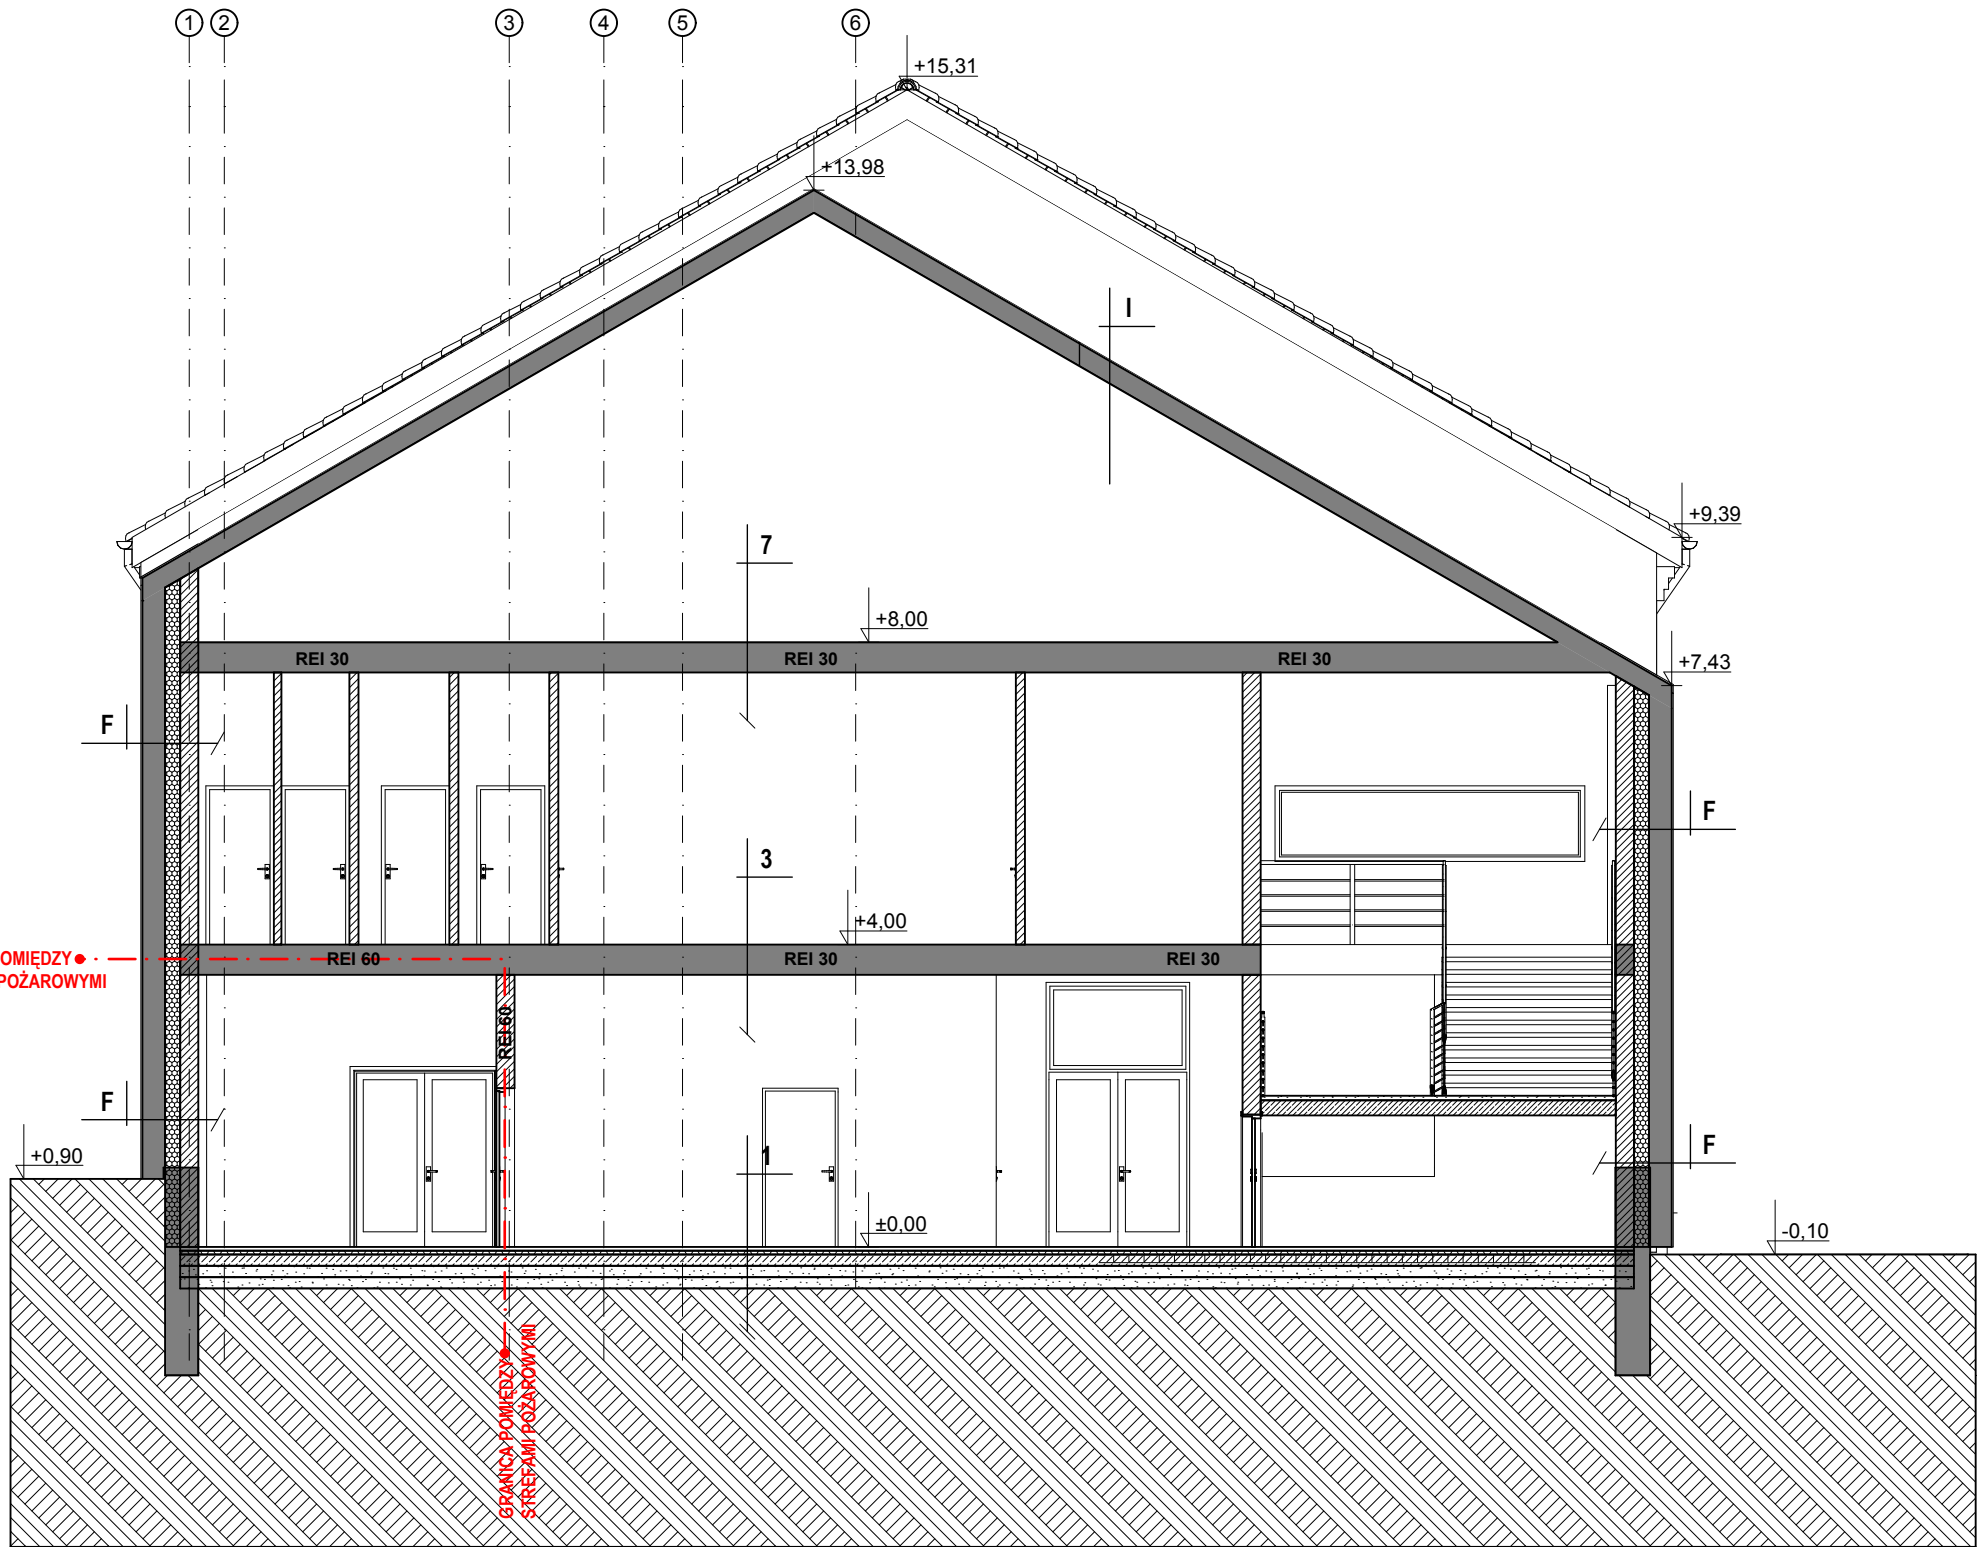 1 2 3 4 5 6
+15,31
+13,98
I
+9,39
7
+8,00
REI 30 REI 30 REI 30
+7,43
F
F
3
+4,00
OMIĘDZY
POŻAROWYMI
REI 60 REI 30 REI 30
REI 60
F
F
+0,90
1
±0,00
-0,10
GRANICA POMIĘDZY
STREFAMI POŻAROWYMI